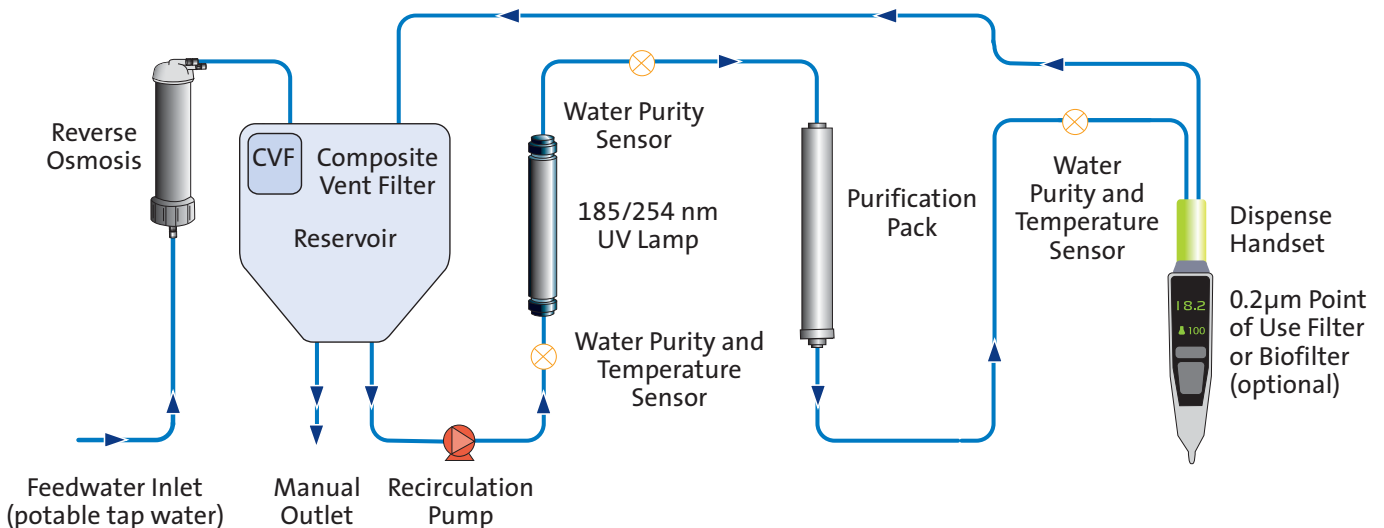 Reverse
Osmosis
CVF
Composite
Vent Filter
Reservoir
Water Purity
Sensor
185/254 nm
UV Lamp
Water Purity and
Temperature
Sensor
Purification
Pack
Water
Purity and
Temperature
Sensor
Dispense
Handset
18.2
100
0.2µm Point
of Use Filter
or Biofilter
(optional)
Feedwater Inlet
(potable tap water)
Manual
Outlet
Recirculation
Pump